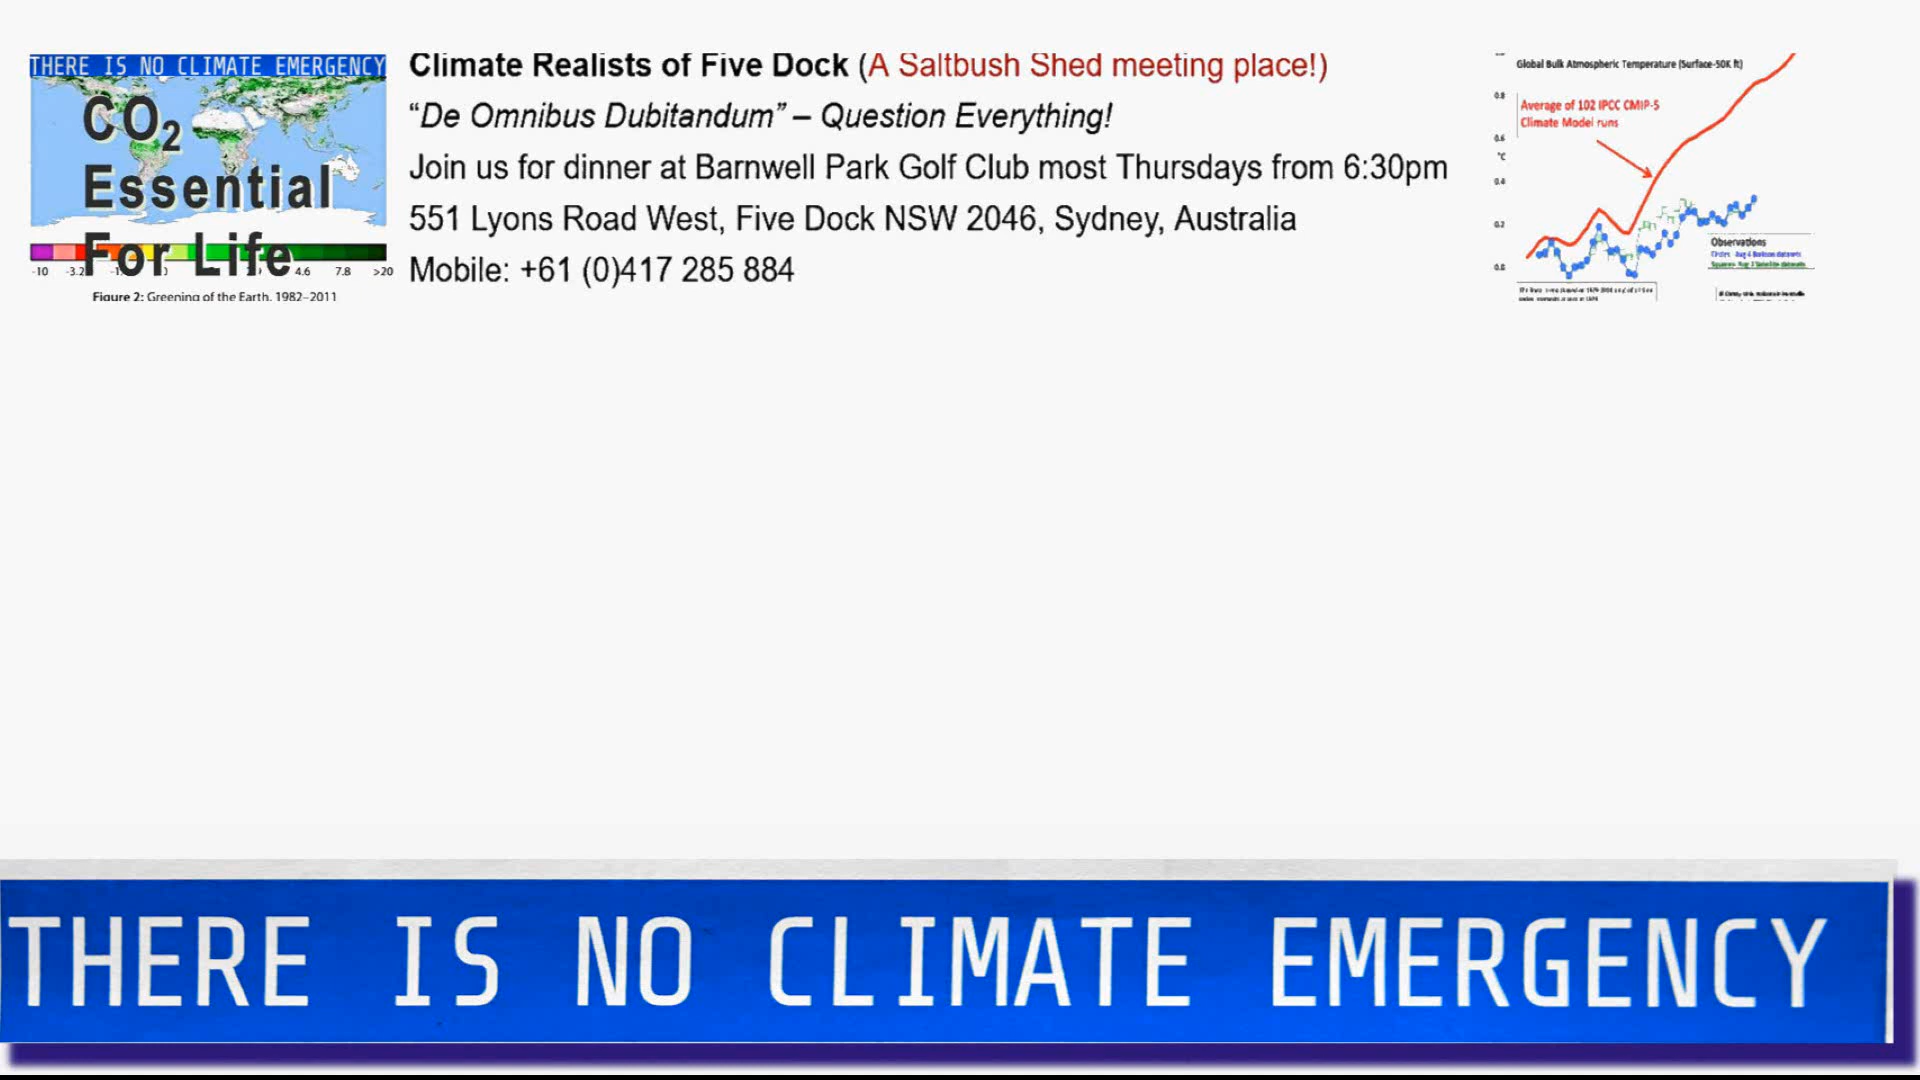 THERE IS NO CLIMATE EMERGENCY
CO2
Essential
For Life
-10 -3.2 4.6 7.8 >20
Figure 2: Greening of the Earth, 1982–2011
Climate Realists of Five Dock (A Saltbush Shed meeting place!)
“De Omnibus Dubitandum” – Question Everything!
Join us for dinner at Barnwell Park Golf Club most Thursdays from 6:30pm
551 Lyons Road West, Five Dock NSW 2046, Sydney, Australia
Mobile: +61 (0)417 285 884
Global Bulk Atmospheric Temperature (Surface-50K ft)
0.8
Average of 102 IPCC CMIP-5
Climate Model runs
0.6
°C
0.4
0.2
Observations
0.0
THERE IS NO CLIMATE EMERGENCY